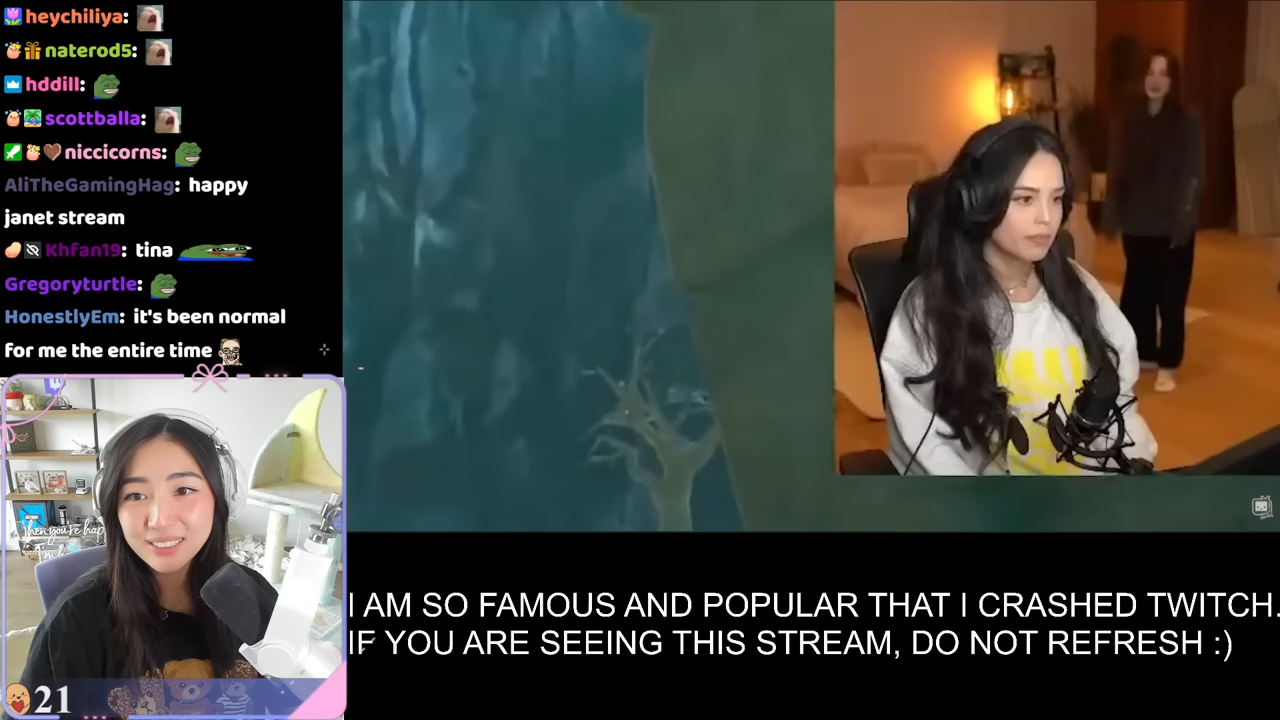 heychiliya:
naterod5:
hddill:
scottballa:
niccicorns:
AliTheGamingHag: happy
janet stream
Khfan19: tina
Gregoryturtle:
HonestlyEm: it's been normal
for me the entire time
I AM SO FAMOUS AND POPULAR THAT I CRASHED TWITCH.
IF YOU ARE SEEING THIS STREAM, DO NOT REFRESH :)
21